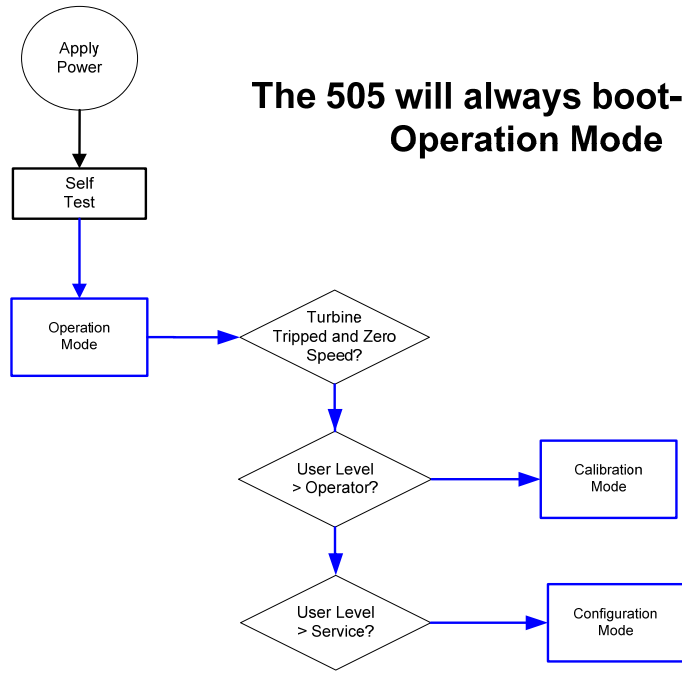 Apply
Power
The 505 will always boot-
Operation Mode
Self
Test
Operation
Mode
Turbine
Tripped and Zero
Speed?
User Level
> Operator?
Calibration
Mode
User Level
> Service?
Configuration
Mode